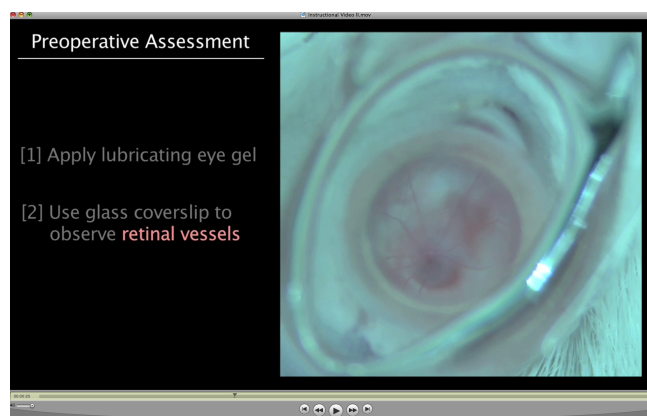 Instructional Video II.mov
Preoperative Assessment
[1] Apply lubricating eye gel
[2] Use glass coverslip to
observe retinal vessels